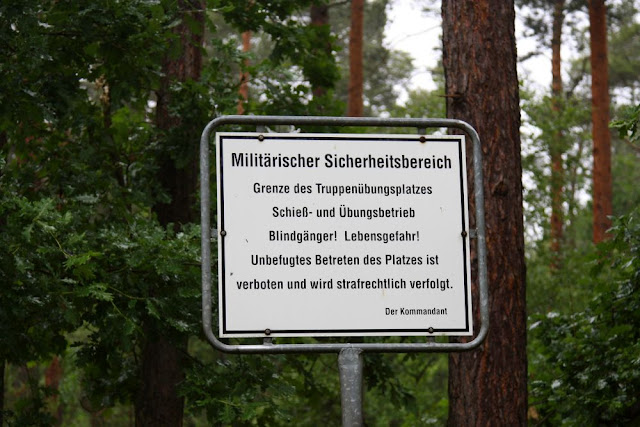 Militärischer Sicherheitsbereich
Grenze des Truppenübungsplatzes
Schieß- und Übungsbetrieb
Blindgänger! Lebensgefahr!
Unbefugtes Betreten des Platzes ist
verboten und wird strafrechtlich verfolgt.
Der Kommandant